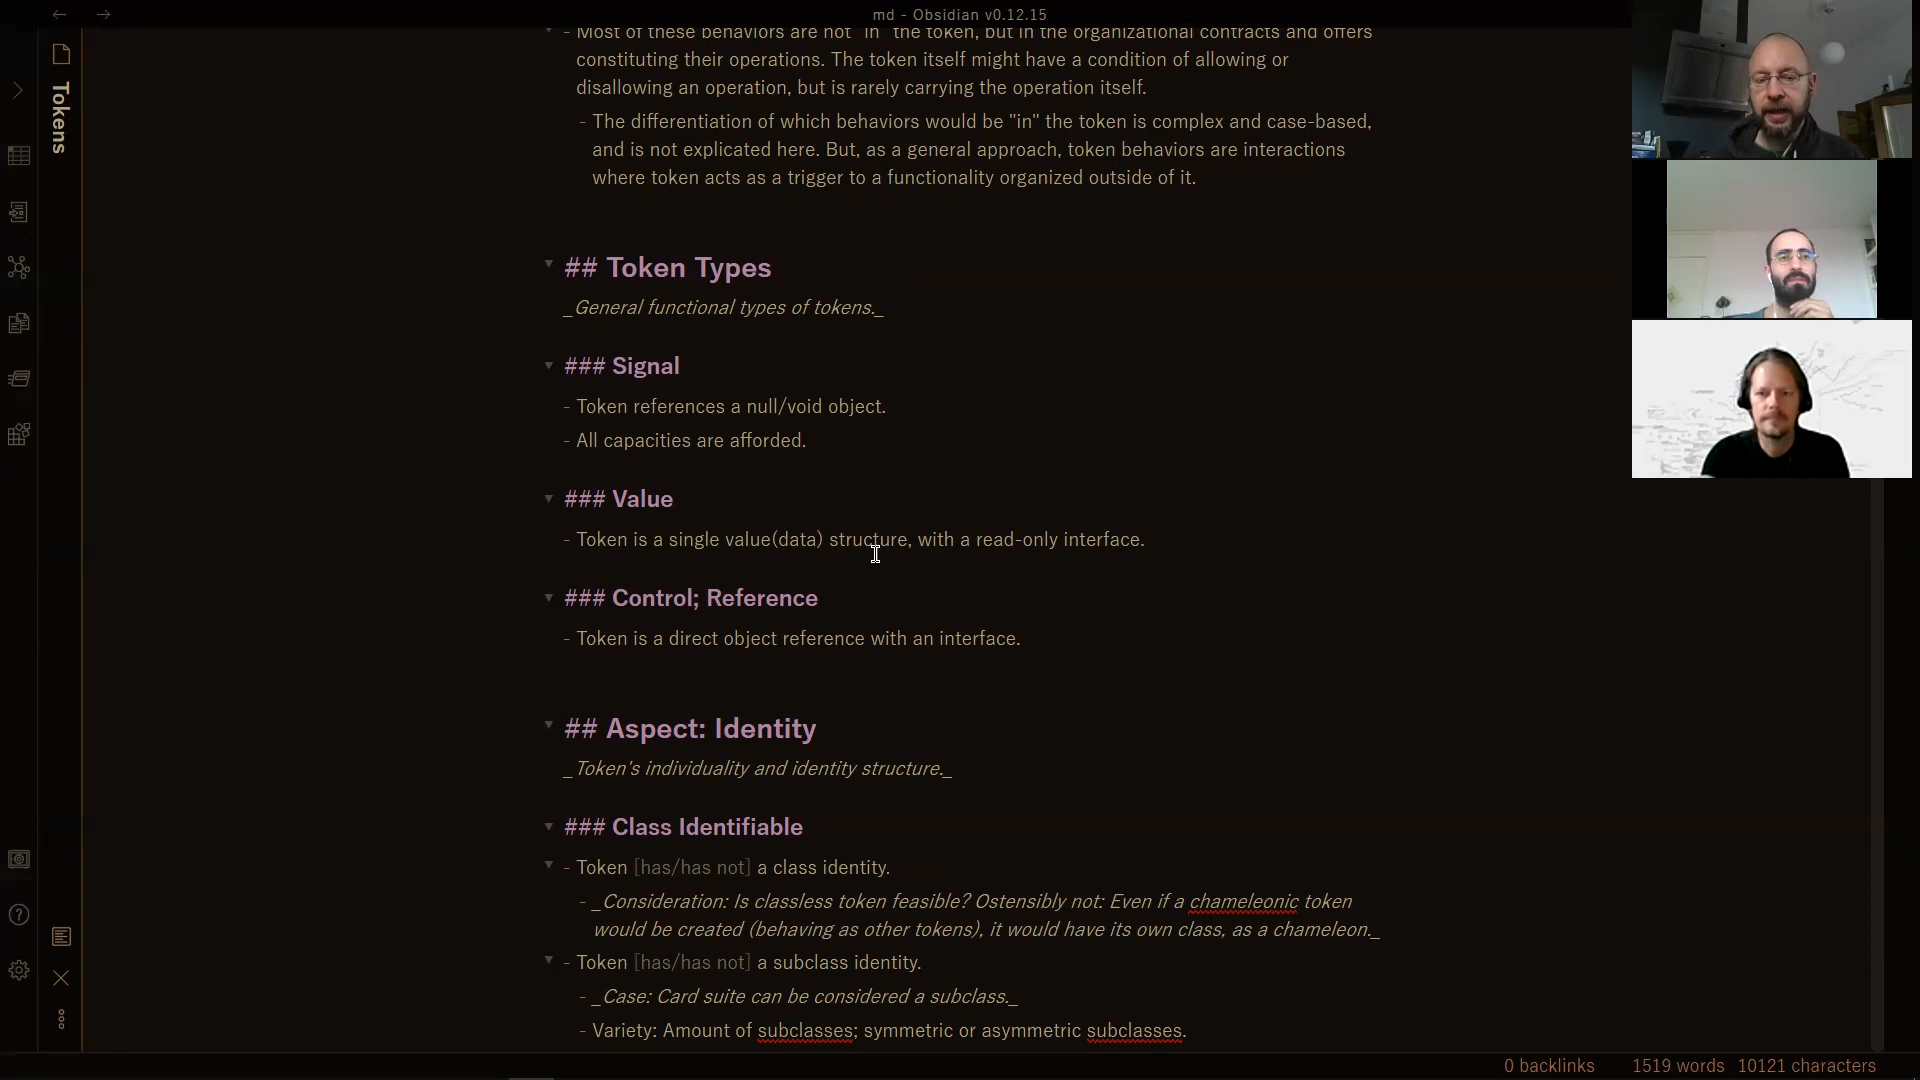 md - Obsidian v0.12.15
Tokens
- Most of these behaviors are not "in" the token, but in the organizational contracts and offers
constituting their operations. The token itself might have a condition of allowing or
disallowing an operation, but is rarely carrying the operation itself.
- The differentiation of which behaviors would be "in" the token is complex and case-based,
and is not explicated here. But, as a general approach, token behaviors are interactions
where token acts as a trigger to a functionality organized outside of it.
## Token Types
_General functional types of tokens._
### Signal
- Token references a null/void object.
- All capacities are afforded.
### Value
- Token is a single value(data) structure, with a read-only interface.
### Control; Reference
- Token is a direct object reference with an interface.
## Aspect: Identity
_Token's individuality and identity structure._
### Class Identifiable
- Token [has/has not] a class identity.
- _Consideration: Is classless token feasible? Ostensibly not: Even if a chameleonic token
would be created (behaving as other tokens), it would have its own class, as a chameleon._
- Token [has/has not] a subclass identity.
- _Case: Card suite can be considered a subclass._
- Variety: Amount of subclasses; symmetric or asymmetric subclasses.
0 backlinks 1519 words 10121 characters